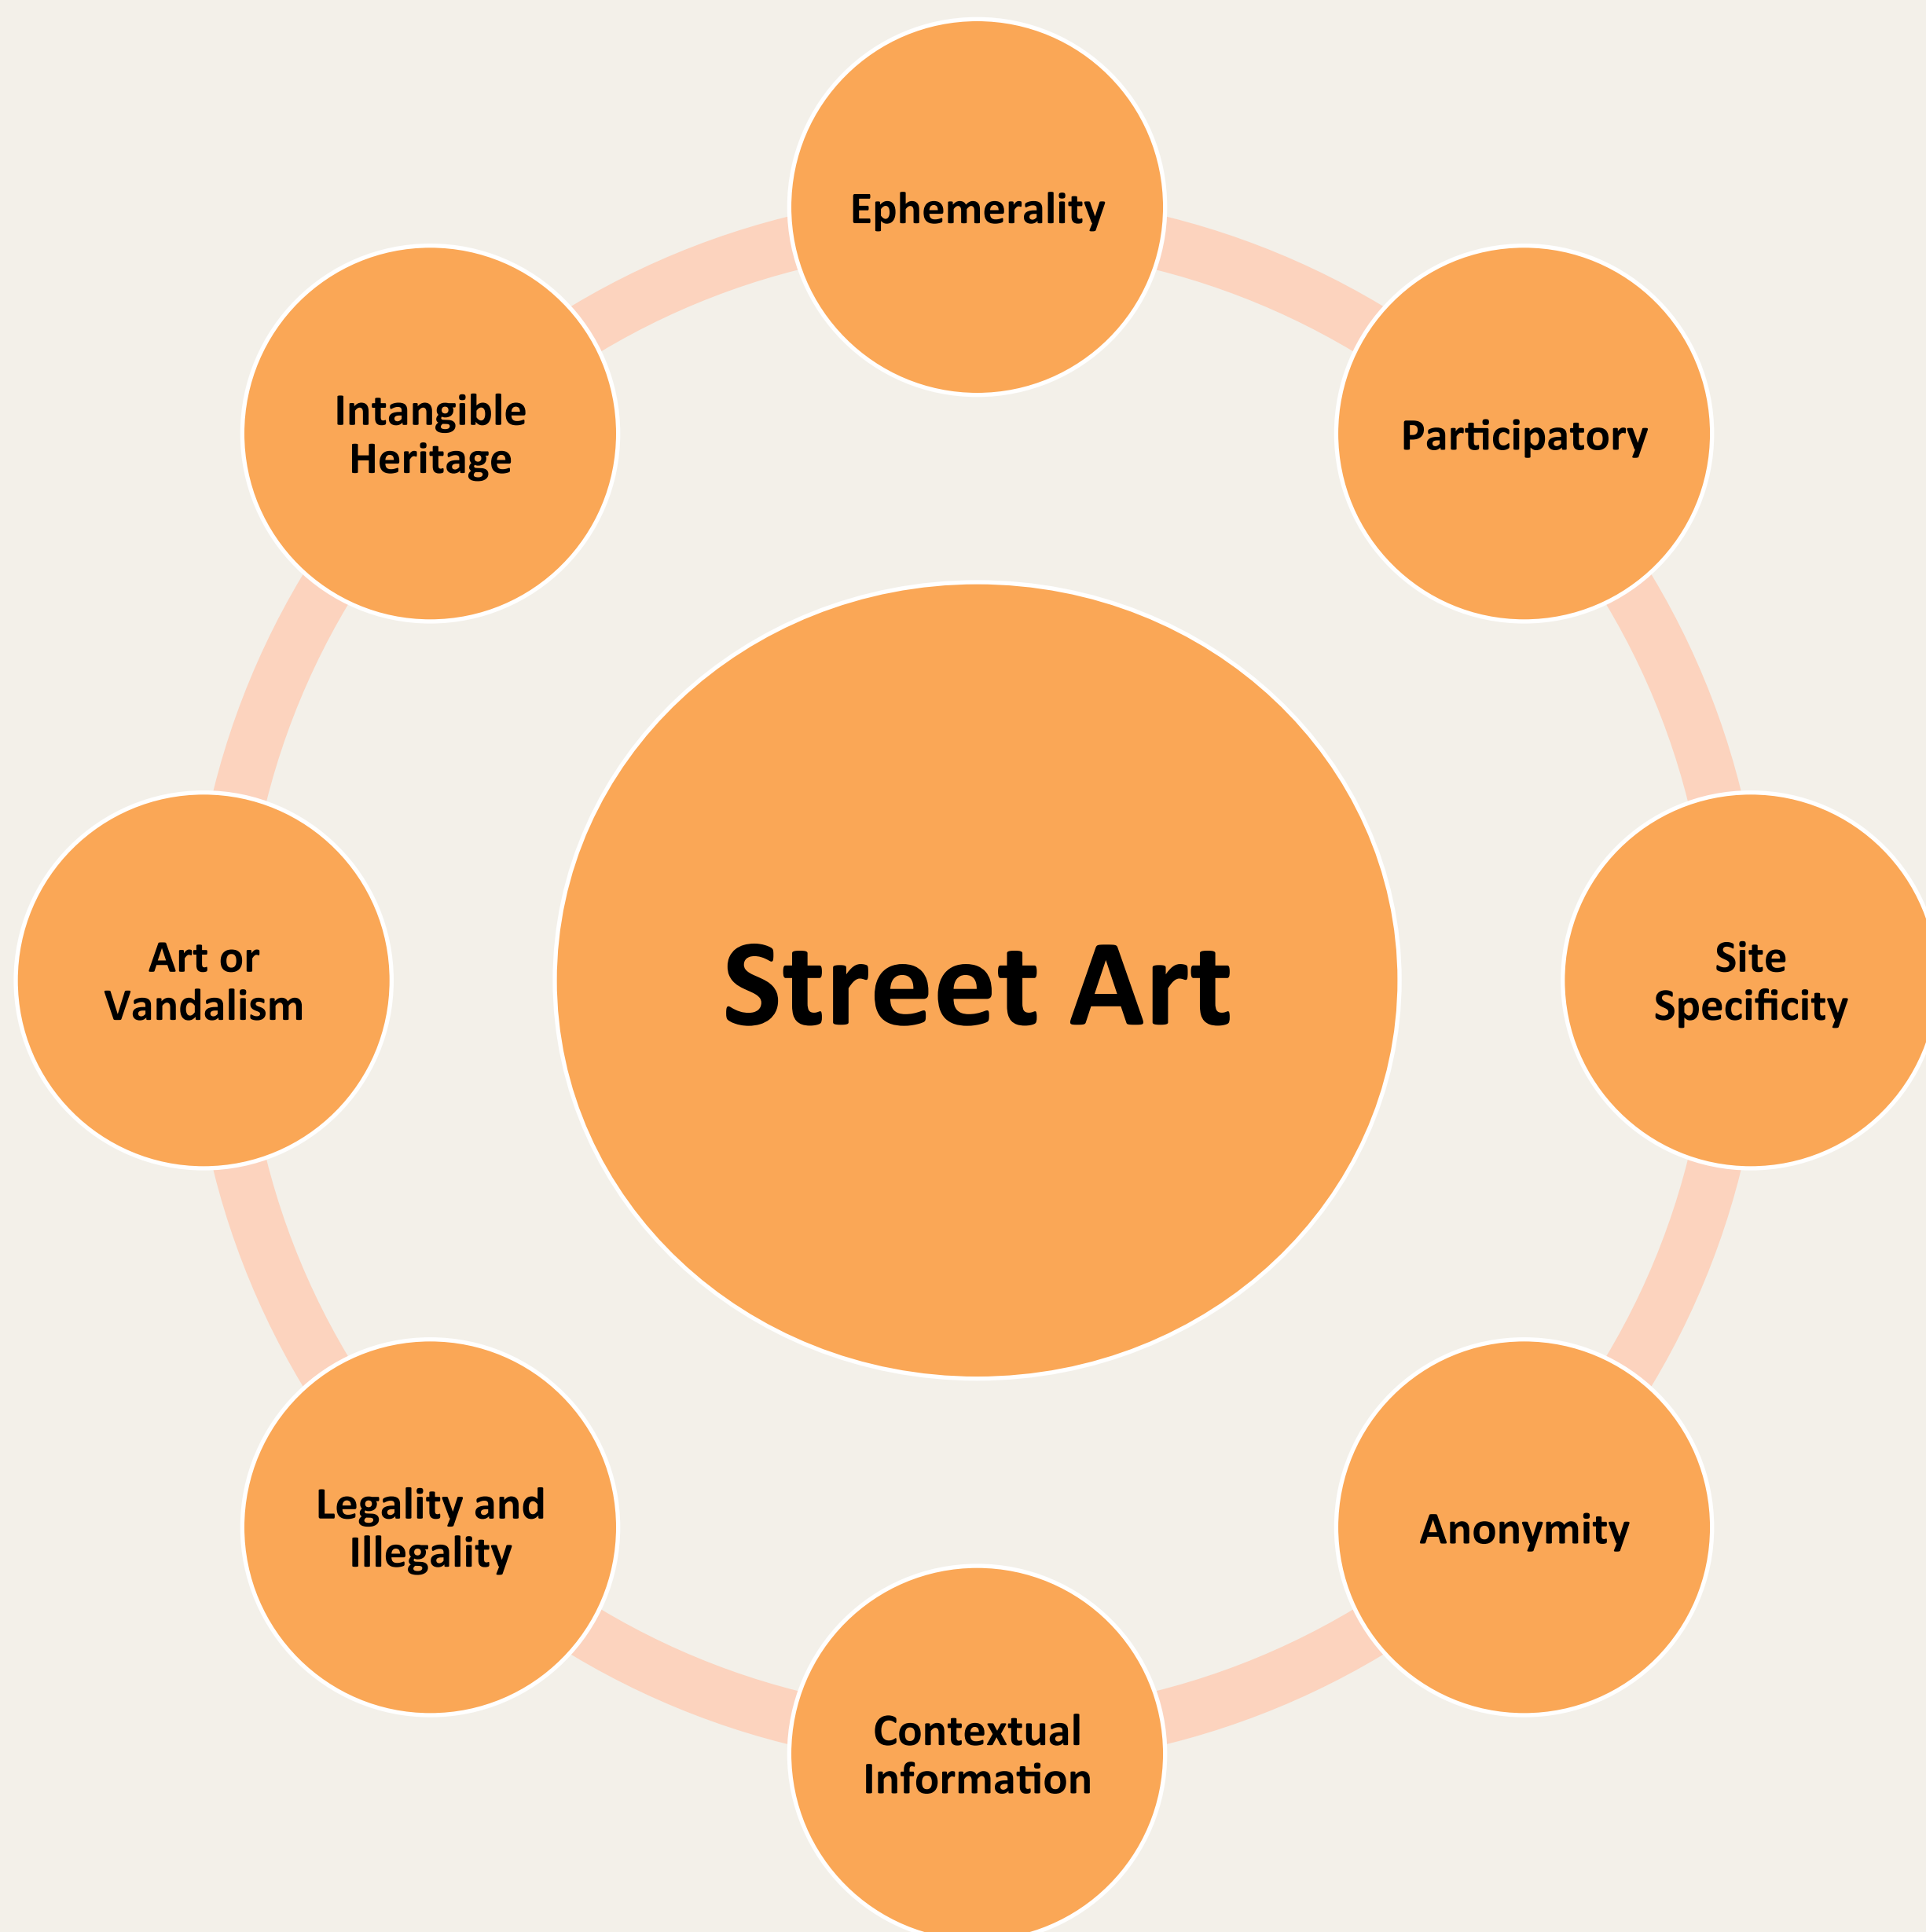 Ephemerality
Participatory
Site
Specificity
Anonymity
Contextual
Information
Legality and
Illegality
Art or
Vandalism
Intangible
Heritage
Street Art